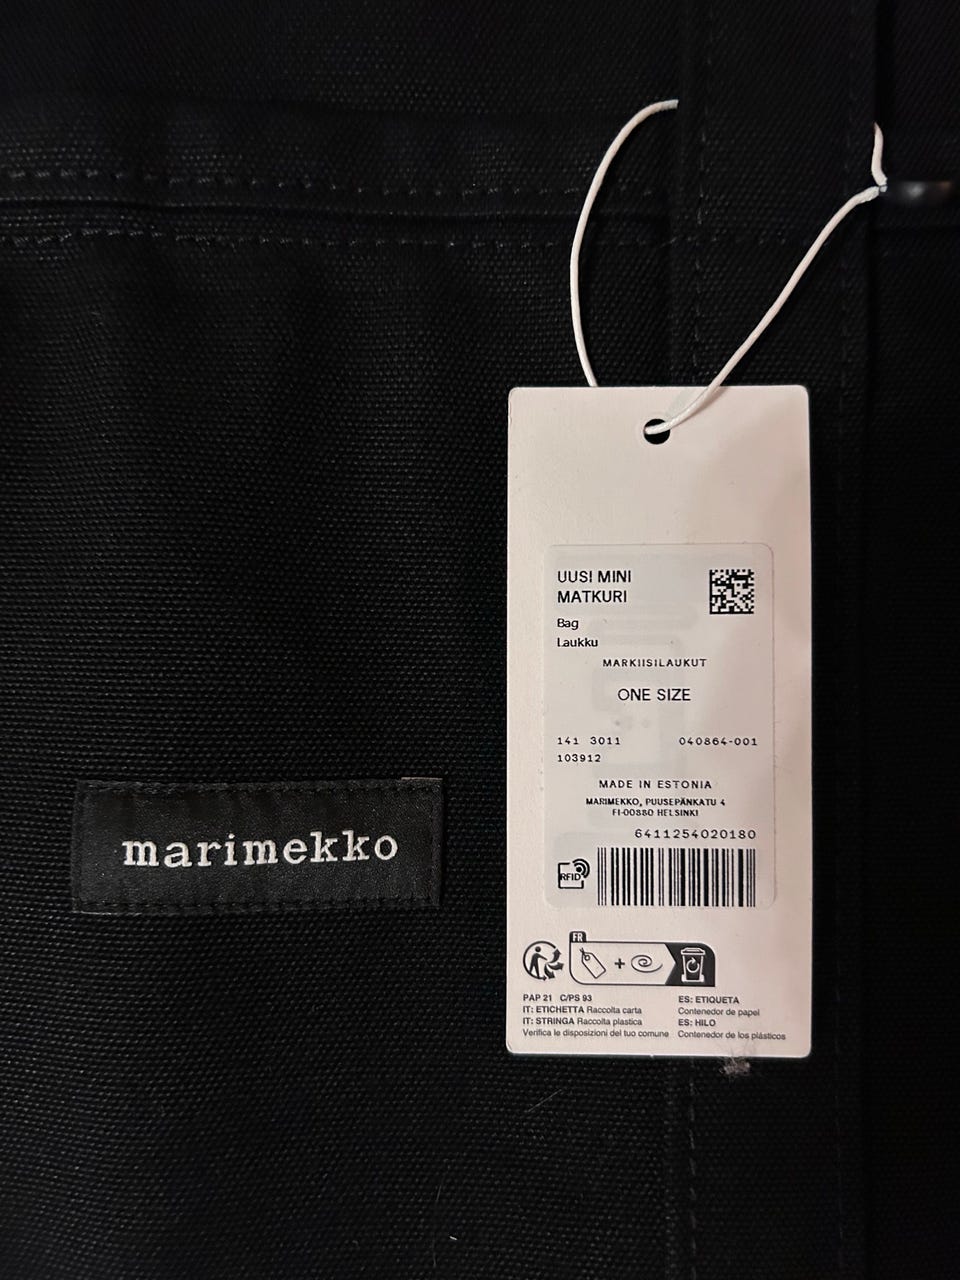 UUSI MINI
MATKURI
Bag
Laukku
MARKIISILAUKUT
ONE SIZE
141 3011 040864-001
103912
MADE IN ESTONIA
MARIMEKKO, PUUSEPÄNKATU 4
FI-00880 HELSINKI
6411254020180
RFID
marimekko
FR
PAP 21 C/PS 93
IT: ETICHETTA Raccolta carta
IT: STRINGA Raccolta plastica
Verifica le disposizioni del tuo comune
ES: ETIQUETA
Contenedor de papel
ES: HILO
Contenedor de los plásticos